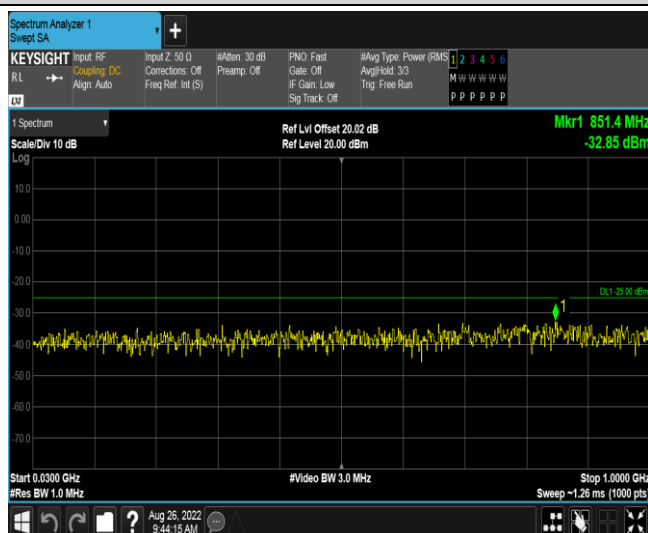 Spectrum Analyzer 1
Swept SA
+
KEYSIGHT
RL
LXI
Input: RF
Coupling: DC
Align: Auto
Input Z: 50 Ω
Corrections: Off
Freq Ref: Int (S)
#Atten: 30 dB
Preamp: Off
PNO: Fast
Gate: Off
IF Gain: Low
Sig Track: Off
#Avg Type: Power (RMS
Avg|Hold: 3/3
Trig: Free Run
1 2 3 4 5 6
M W W W W W
P P P P P P
1 Spectrum
Scale/Div 10 dB
Log
Ref Lvl Offset 20.02 dB
Ref Level 20.00 dBm
Mkr1 851.4 MHz
-32.85 dBm
10.0
0.00
-10.0
-20.0
-30.0
-40.0
-50.0
-60.0
-70.0
DL1 -25.00 dBm
1
Start 0.0300 GHz
#Res BW 1.0 MHz
#Video BW 3.0 MHz
Stop 1.0000 GHz
Sweep ~1.26 ms (1000 pts)
?
Aug 26, 2022
9:44:15 AM